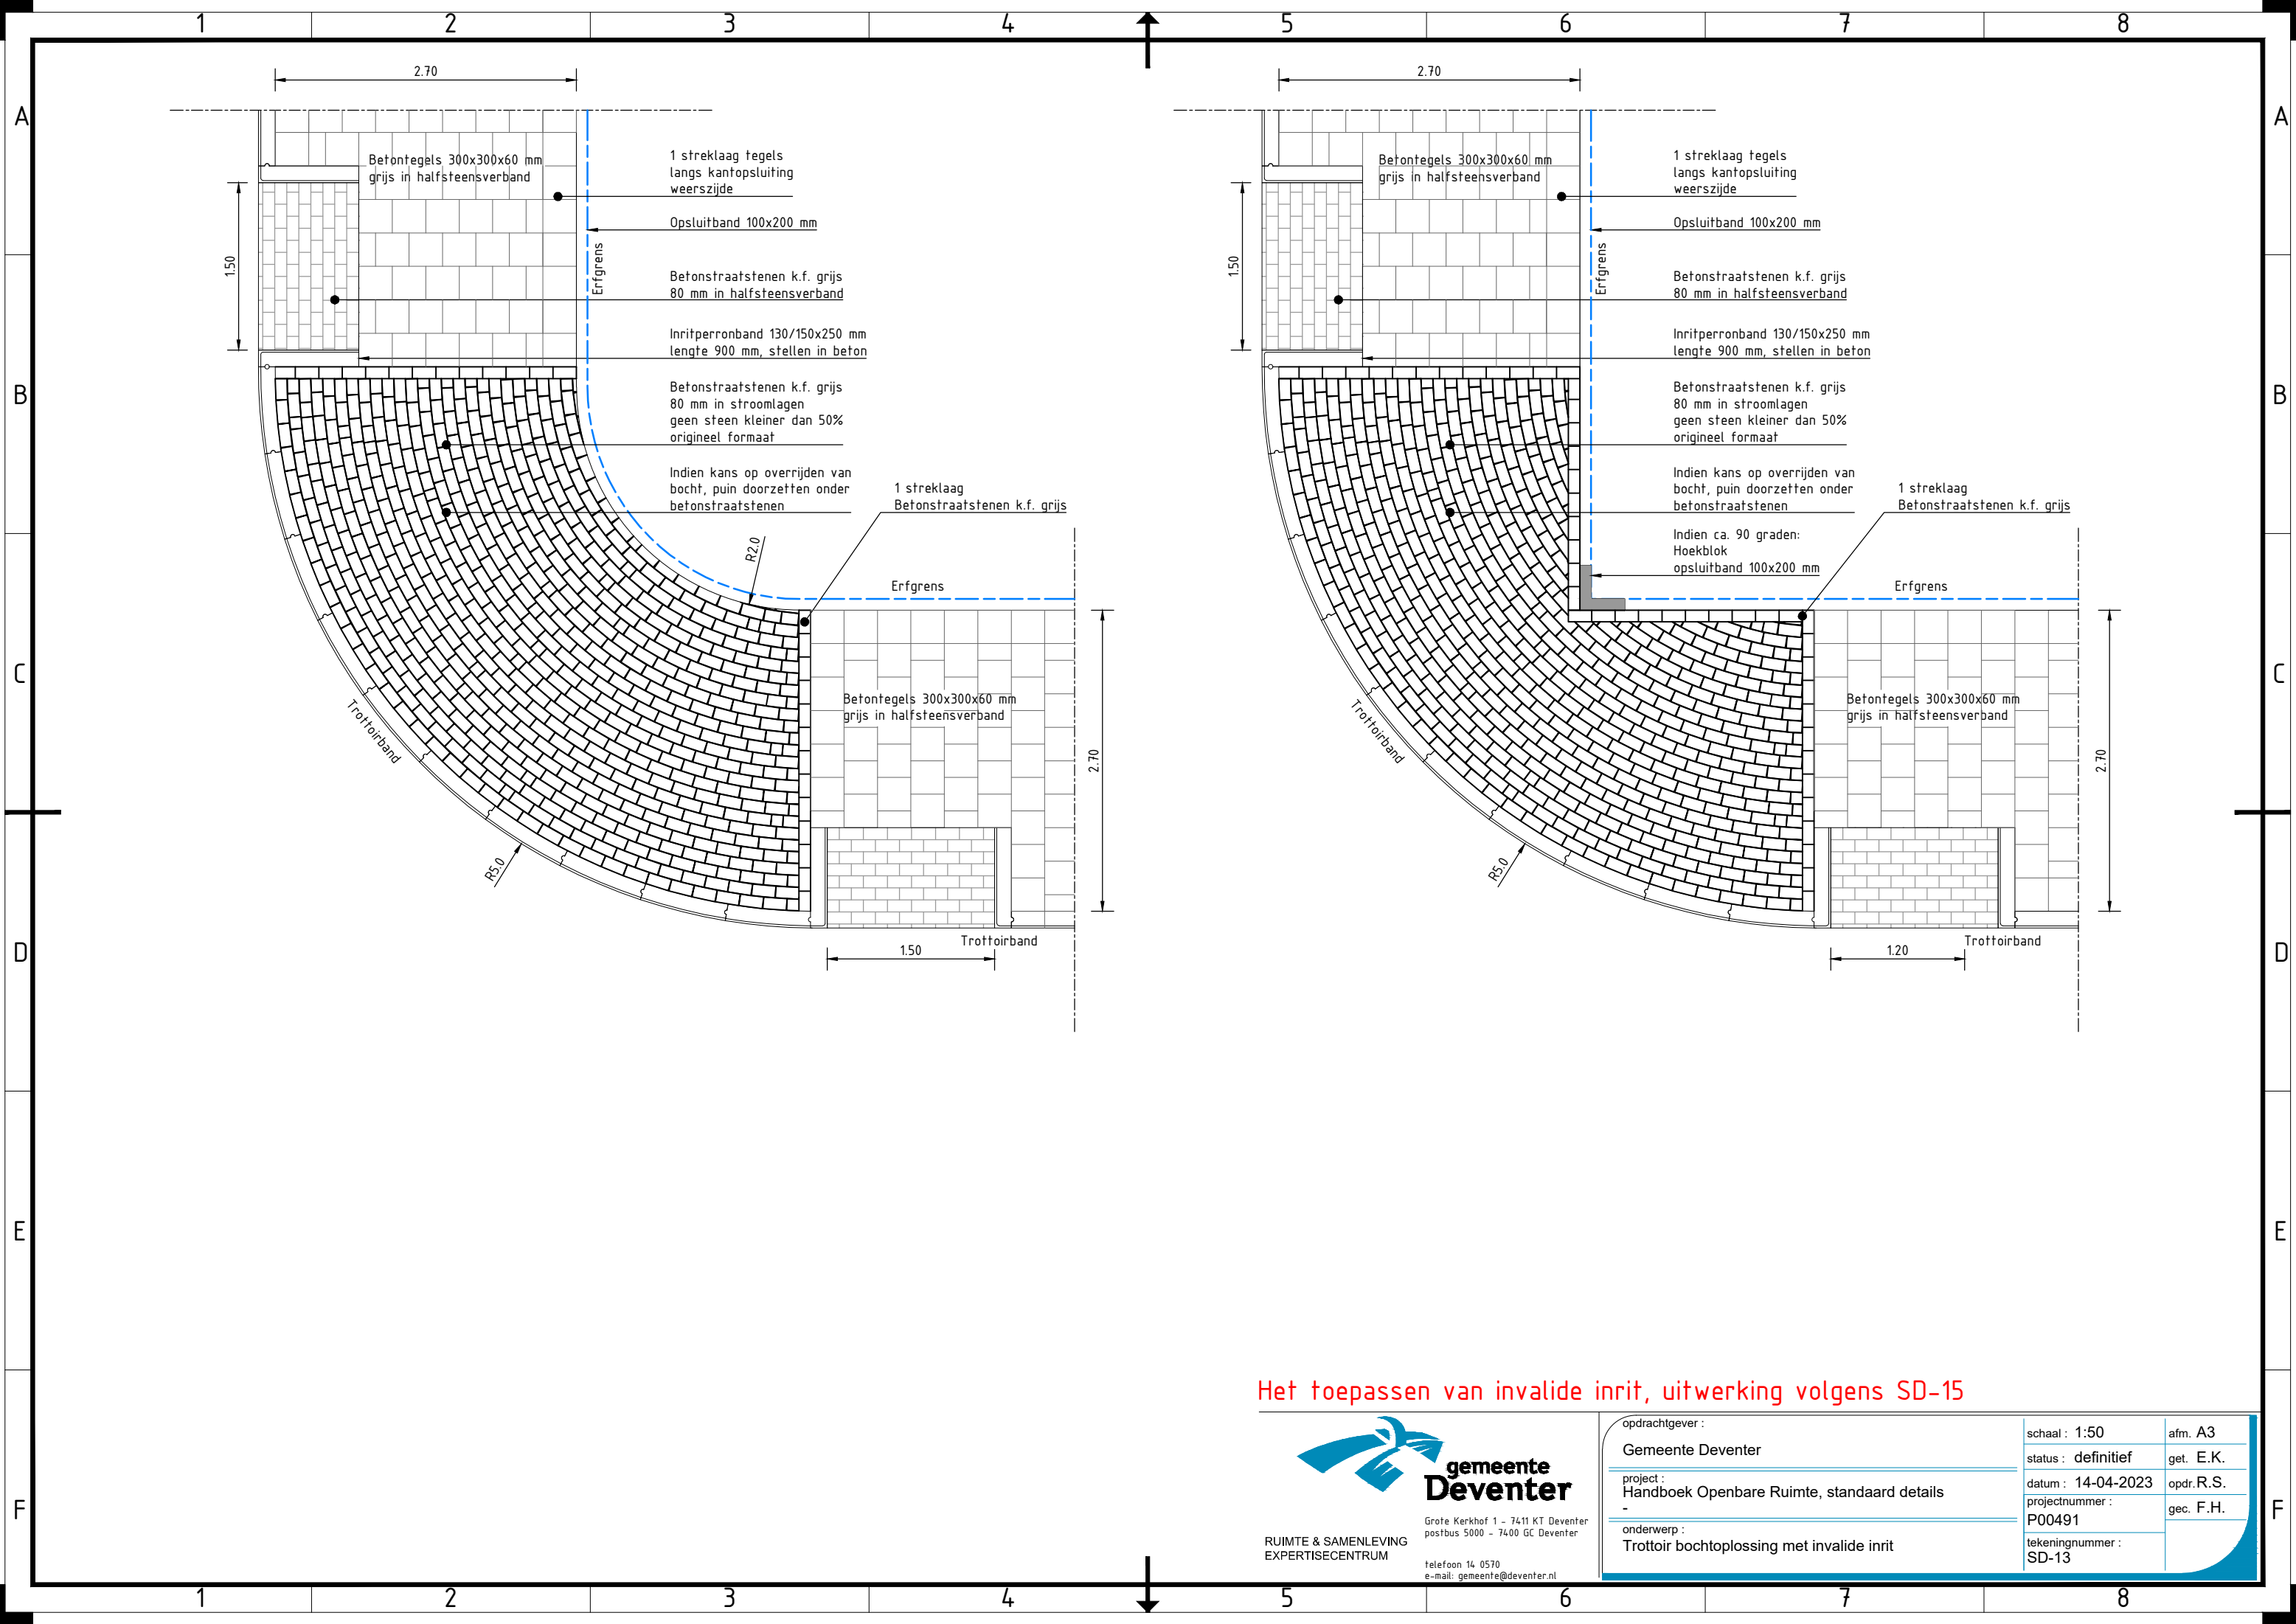 1 2 3 4 5 6 7 8
A
B
C
D
E
F
A
B
C
D
E
F
2.70
Betontegels 300x300x60 mm
grijs in halfsteensverband
1 streklaag tegels
langs kantopsluiting
weerszijde
Opsluitband 100x200 mm
Erfgrens
1.50
Betonstraatstenen k.f. grijs
80 mm in halfsteensverband
Inritperronband 130/150x250 mm
lengte 900 mm, stellen in beton
Betonstraatstenen k.f. grijs
80 mm in stroomlagen
geen steen kleiner dan 50%
origineel formaat
Indien kans op overrijden van
bocht, puin doorzetten onder
betonstraatstenen
1 streklaag
Betonstraatstenen k.f. grijs
R2.0
Erfgrens
Betontegels 300x300x60 mm
grijs in halfsteensverband
Trottoirband
2.70
R5.0
Trottoirband
1.50
2.70
Betontegels 300x300x60 mm
grijs in halfsteensverband
1 streklaag tegels
langs kantopsluiting
weerszijde
Opsluitband 100x200 mm
Erfgrens
1.50
Betonstraatstenen k.f. grijs
80 mm in halfsteensverband
Inritperronband 130/150x250 mm
lengte 900 mm, stellen in beton
Betonstraatstenen k.f. grijs
80 mm in stroomlagen
geen steen kleiner dan 50%
origineel formaat
Indien kans op overrijden van
bocht, puin doorzetten onder
betonstraatstenen
1 streklaag
Betonstraatstenen k.f. grijs
Indien ca. 90 graden:
Hoekblok
opsluitband 100x200 mm
Erfgrens
Betontegels 300x300x60 mm
grijs in halfsteensverband
Trottoirband
2.70
R5.0
Trottoirband
1.20
Het toepassen van invalide inrit, uitwerking volgens SD-15
gemeente
Deventer
Grote Kerkhof 1 - 7411 KT Deventer
postbus 5000 - 7400 GC Deventer
telefoon 14 0570
e-mail: gemeente@deventer.nl
RUIMTE & SAMENLEVING
EXPERTISECENTRUM
opdrachtgever :
Gemeente Deventer
project :
Handboek Openbare Ruimte, standaard details
-
onderwerp :
Trottoir bochtoplossing met invalide inrit
schaal : 1:50
afm. A3
status : definitief
get. E.K.
datum : 14-04-2023
opdr. R.S.
projectnummer :
P00491
gec. F.H.
tekeningnummer :
SD-13
1 2 3 4 5 6 7 8